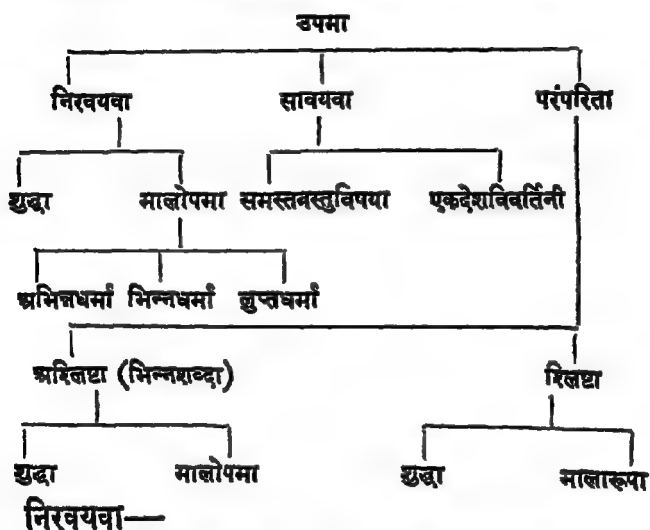 उपमा
निरवयवा सावयवा परंपरिता
शुद्धा मालोपमा समस्तवस्तुविषया एकदेशविवर्तिनी
अभिन्नधर्मा भिन्नधर्मा लुप्तधर्मा
अश्लिष्टा (भिन्नशब्दा) श्लिष्टा
शुद्धा मालोपमा शुद्धा मालारूपा
निरवयवा—